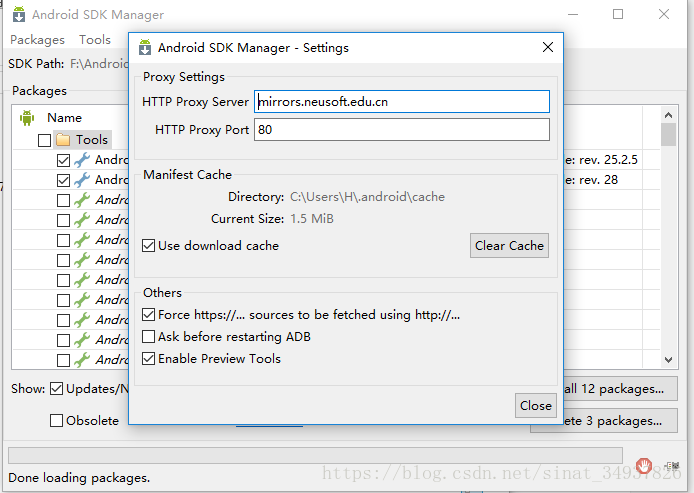 Android SDK Manager
Packages Tools
SDK Path: F:\Android
Packages
Name
Tools
Android SDK Manager - Settings
Proxy Settings
HTTP Proxy Server mirrors.neusoft.edu.cn
HTTP Proxy Port 80
Manifest Cache
Directory: C:\Users\H\.android\cache
Current Size: 1.5 MiB
Use download cache Clear Cache
Others
Force https://... sources to be fetched using http://...
Ask before restarting ADB
Enable Preview Tools
Close
Andro e: rev. 25.2.5
Andro e: rev. 28
Andro
Andro
Andro
Andro
Andro
Andro
Andro
Andro
Andro
Show: Updates/N all 12 packages...
Obsolete ete 3 packages...
Done loading packages.
https://blog.csdn.net/sinat_34937826